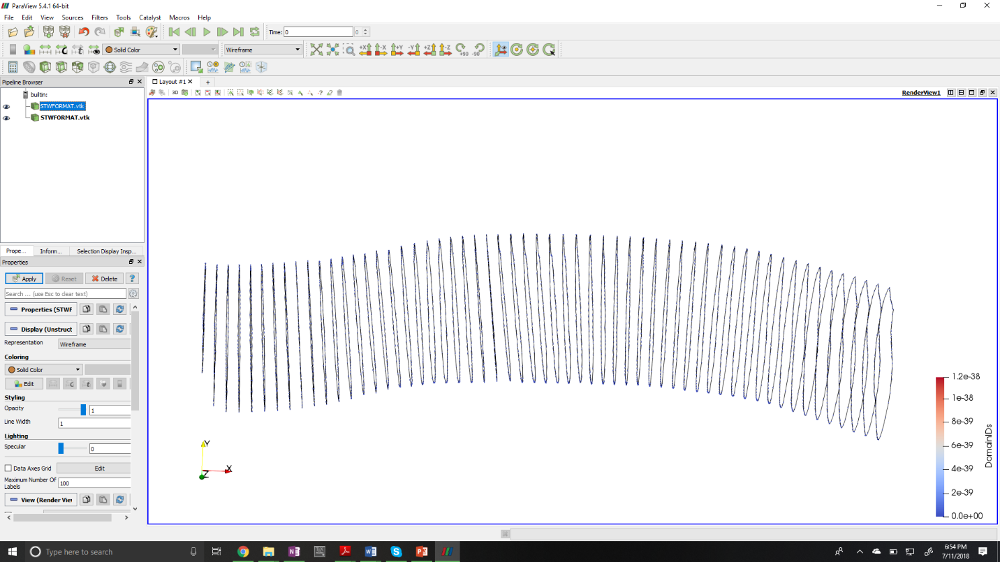 ParaView 5.4.1 64-bit
File Edit View Sources Filters Tools Catalyst Macros Help
Time: 0 0
Solid Color Wireframe +X -X +Y -Y +Z -Z +90 -90
Pipeline Browser
Layout #1 +
builtin:
3D
RenderView1
STWFORMAT.vtk
STWFORMAT.vtk
Prope... Inform... Selection Display Insp...
Properties
Apply Reset Delete ?
Search ... (use Esc to clear text)
Properties (STWF
Display (Unstruct
Representation Wireframe
Coloring
Solid Color
Edit
Styling
Opacity 1
Line Width 1
Lighting
Specular 0
Data Axes Grid Edit
Maximum Number Of
Labels 100
View (Render Viev
Y
X
Z
1.2e-38
1e-38
8e-39
6e-39
4e-39
2e-39
0.0e+00
DomainIDs
Type here to search
6:54 PM
7/11/2018